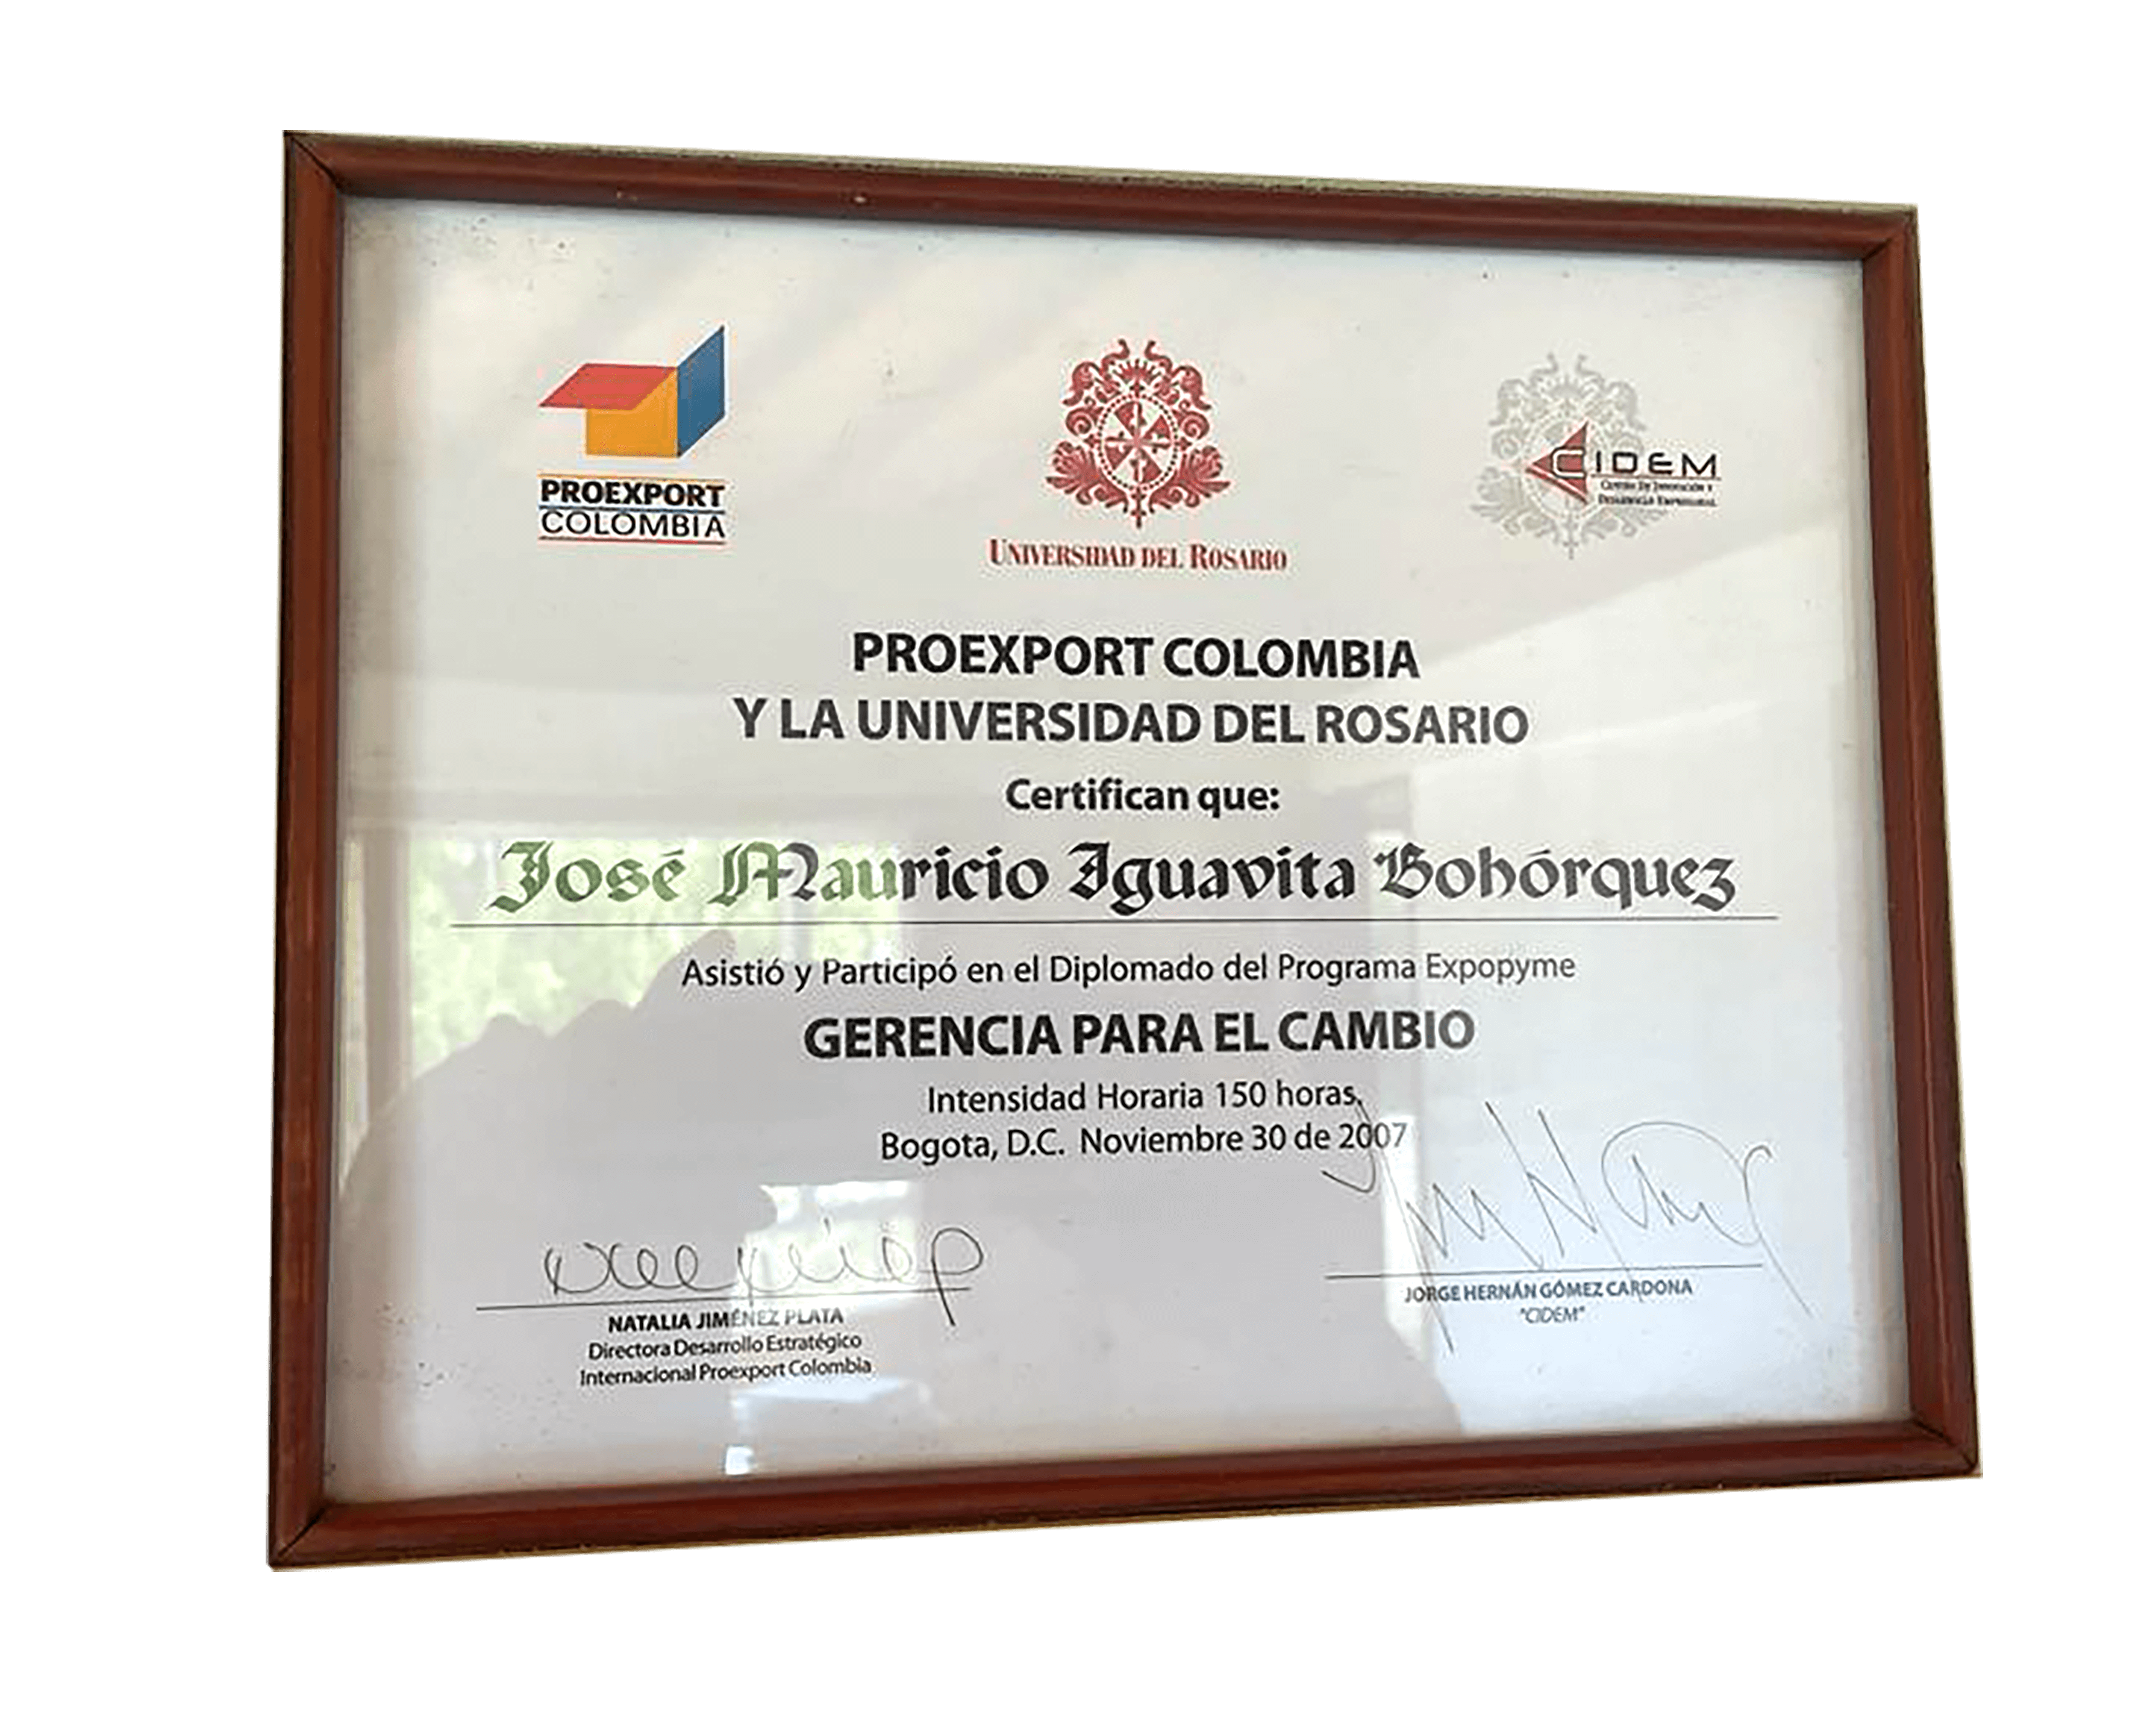 PROEXPORT
COLOMBIA
UNIVERSIDAD DEL ROSARIO
CIDEM
CENTRO DE INNOVACIÓN Y
DESARROLLO EMPRESARIAL
PROEXPORT COLOMBIA
Y LA UNIVERSIDAD DEL ROSARIO
Certifican que:
José Mauricio Iguavita Bohórquez
Asistió y Participó en el Diplomado del Programa Expopyme
GERENCIA PARA EL CAMBIO
Intensidad Horaria 150 horas.
Bogota, D.C. Noviembre 30 de 2007
NATALIA JIMÉNEZ PLATA
Directora Desarrollo Estratégico
Internacional Proexport Colombia
JORGE HERNÁN GÓMEZ CARDONA
"CIDEM"